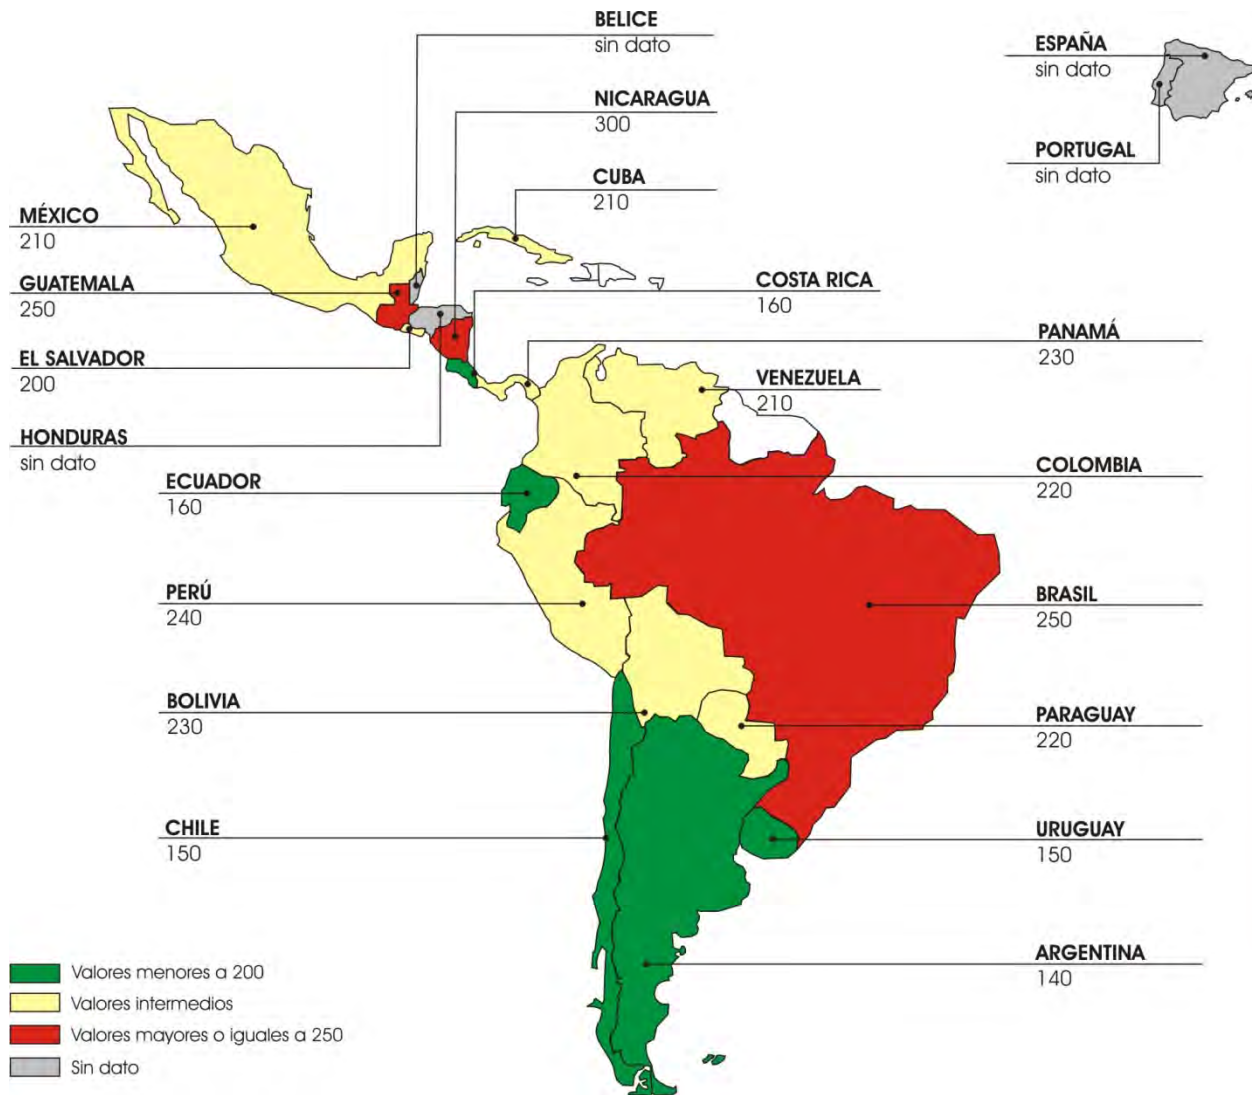 BELICE
sin dato
ESPAÑA
sin dato
NICARAGUA
300
PORTUGAL
sin dato
CUBA
210
MÉXICO
210
GUATEMALA
250
COSTA RICA
160
PANAMÁ
230
EL SALVADOR
200
VENEZUELA
210
HONDURAS
sin dato
COLOMBIA
220
ECUADOR
160
PERÚ
240
BRASIL
250
BOLIVIA
230
PARAGUAY
220
CHILE
150
URUGUAY
150
ARGENTINA
140
Valores menores a 200
Valores intermedios
Valores mayores o iguales a 250
Sin dato